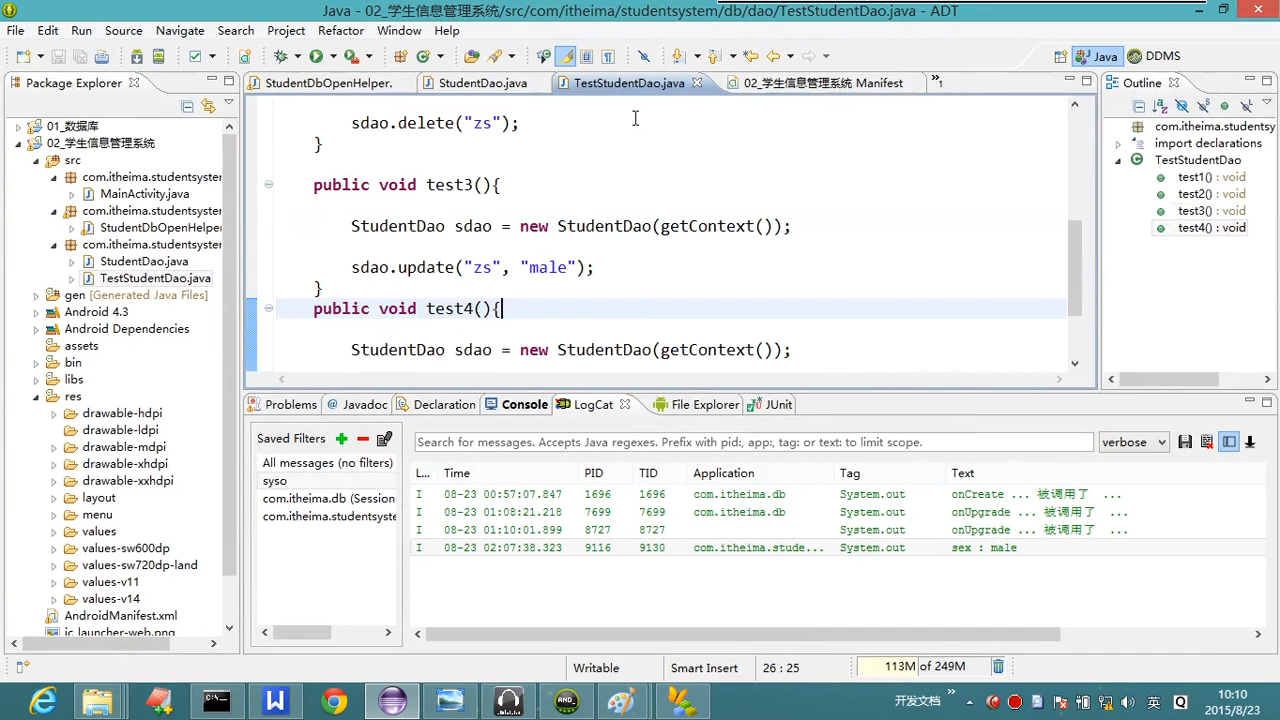 Java - 02_学生信息管理系统/src/com/itheima/studentsystem/db/dao/TestStudentDao.java - ADT
File Edit Run Source Navigate Search Project Refactor Window Help
Java DDMS
Package Explorer
StudentDbOpenHelper. StudentDao.java TestStudentDao.java 02_学生信息管理系统 Manifest »1
Outline
01_数据库
02_学生信息管理系统
src
com.itheima.studentsystem
MainActivity.java
com.itheima.studentsystem
StudentDbOpenHelpe
com.itheima.studentsystem
StudentDao.java
TestStudentDao.java
gen [Generated Java Files]
Android 4.3
Android Dependencies
assets
bin
libs
res
drawable-hdpi
drawable-ldpi
drawable-mdpi
drawable-xhdpi
drawable-xxhdpi
layout
menu
values
values-sw600dp
values-sw720dp-land
values-v11
values-v14
AndroidManifest.xml
ic_launcher-web.png
sdao.delete("zs");
}
public void test3(){
StudentDao sdao = new StudentDao(getContext());
sdao.update("zs", "male");
}
public void test4(){
StudentDao sdao = new StudentDao(getContext());
com.itheima.studentsy
import declarations
TestStudentDao
test1() : void
test2() : void
test3() : void
test4() : void
Problems @ Javadoc Declaration Console LogCat File Explorer JUnit
Saved Filters
All messages (no filters)
syso
com.itheima.db (Session
com.itheima.studentsyste
Search for messages. Accepts Java regexes. Prefix with pid:, app:, tag: or text: to limit scope.
verbose
L... Time PID TID Application Tag Text
I 08-23 00:57:07.847 1696 1696 com.itheima.db System.out onCreate ... 被调用了 ...
I 08-23 01:08:21.218 7699 7699 com.itheima.db System.out onUpgrade ... 被调用了 ...
I 08-23 01:10:01.899 8727 8727 System.out onUpgrade ... 被调用了 ...
I 08-23 02:07:38.323 9116 9130 com.itheima.stude... System.out sex : male
Writable Smart Insert 26 : 25 113M of 249M
开发文档 »
英
10:10
2015/8/23